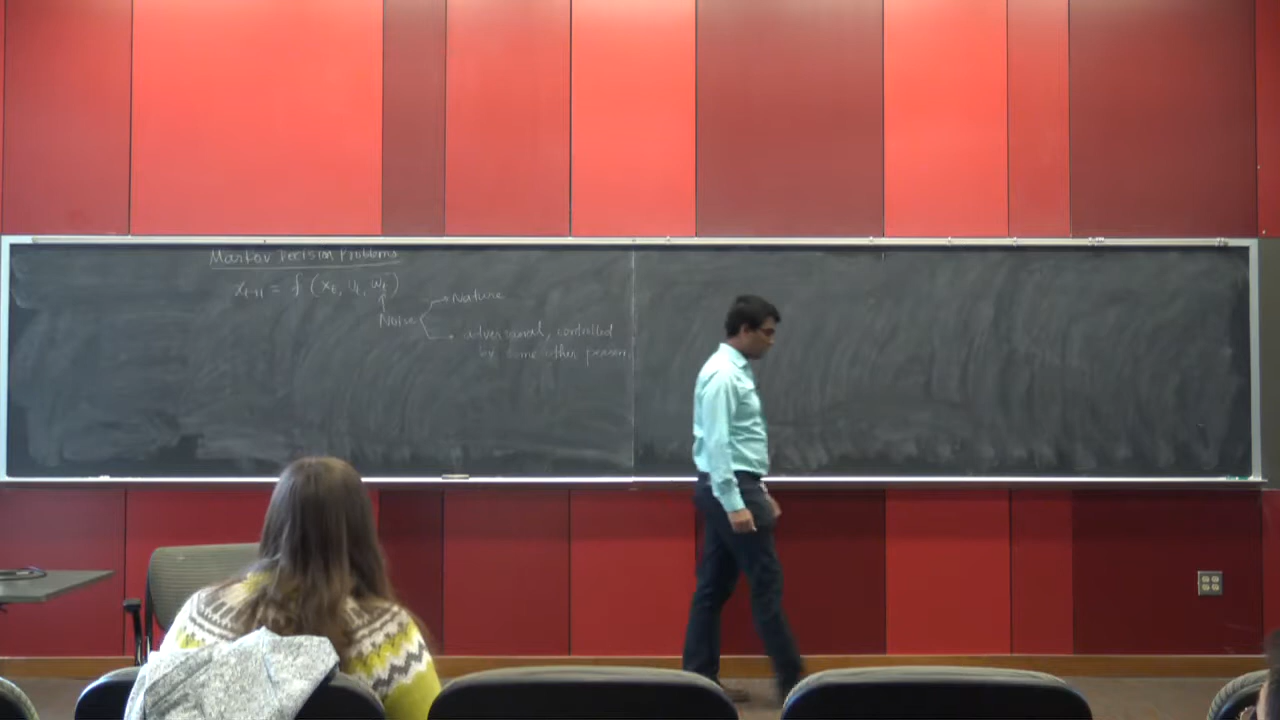 Markov Decision Problems
x_{t+1} = f (x_t, u_t, w_t)
Noise
Nature
adversarial, controlled
by some other person.